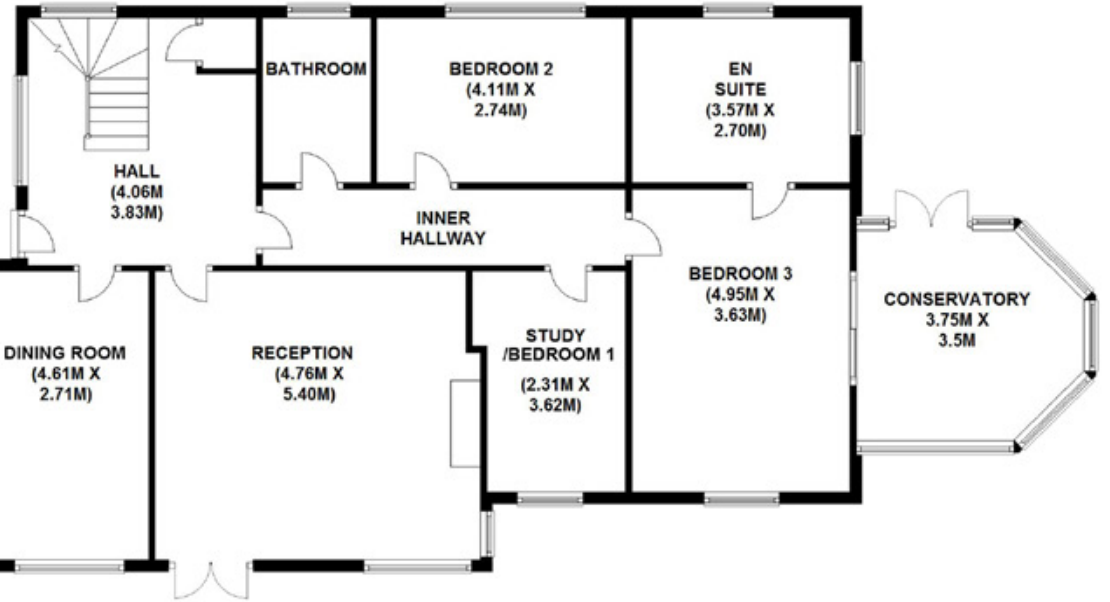 BATHROOM
BEDROOM 2
(4.11M X
2.74M)
EN
SUITE
(3.57M X
2.70M)
HALL
(4.06M
3.83M)
INNER
HALLWAY
BEDROOM 3
(4.95M X
3.63M)
CONSERVATORY
3.75M X
3.5M
DINING ROOM
(4.61M X
2.71M)
RECEPTION
(4.76M X
5.40M)
STUDY
/BEDROOM 1
(2.31M X
3.62M)